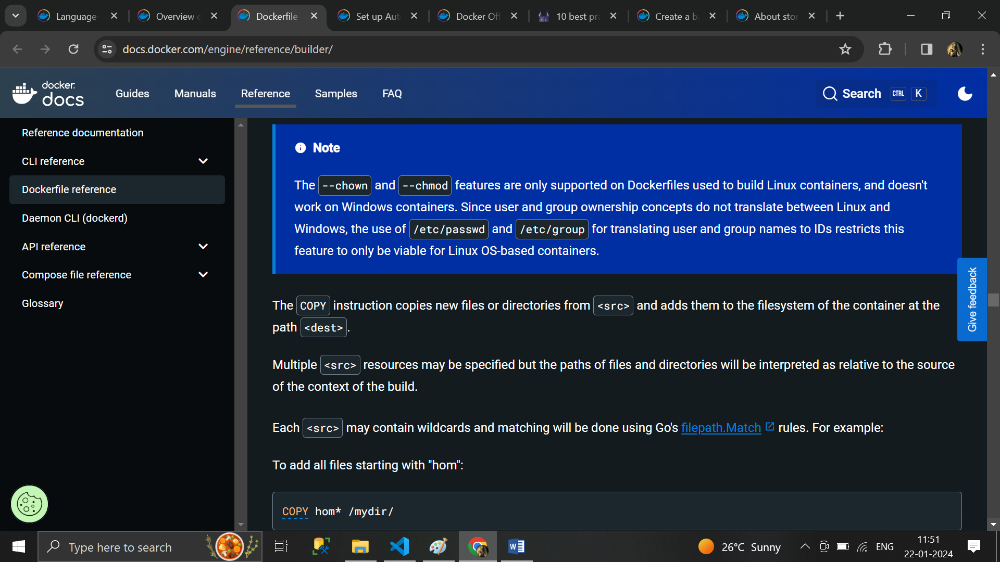 Language-
Overview c
Dockerfile
Set up Aut
Docker Off
10 best pra
Create a ba
About stor
docs.docker.com/engine/reference/builder/
docker
docs
Guides
Manuals
Reference
Samples
FAQ
Search
CTRL
K
Reference documentation
CLI reference
Dockerfile reference
Daemon CLI (dockerd)
API reference
Compose file reference
Glossary
Note
The --chown and --chmod features are only supported on Dockerfiles used to build Linux containers, and doesn't
work on Windows containers. Since user and group ownership concepts do not translate between Linux and
Windows, the use of /etc/passwd and /etc/group for translating user and group names to IDs restricts this
feature to only be viable for Linux OS-based containers.
The COPY instruction copies new files or directories from <src> and adds them to the filesystem of the container at the
path <dest>.
Multiple <src> resources may be specified but the paths of files and directories will be interpreted as relative to the source
of the context of the build.
Each <src> may contain wildcards and matching will be done using Go's filepath.Match rules. For example:
To add all files starting with "hom":
COPY hom* /mydir/
Give feedback
Type here to search
26°C Sunny
ENG
11:51
22-01-2024